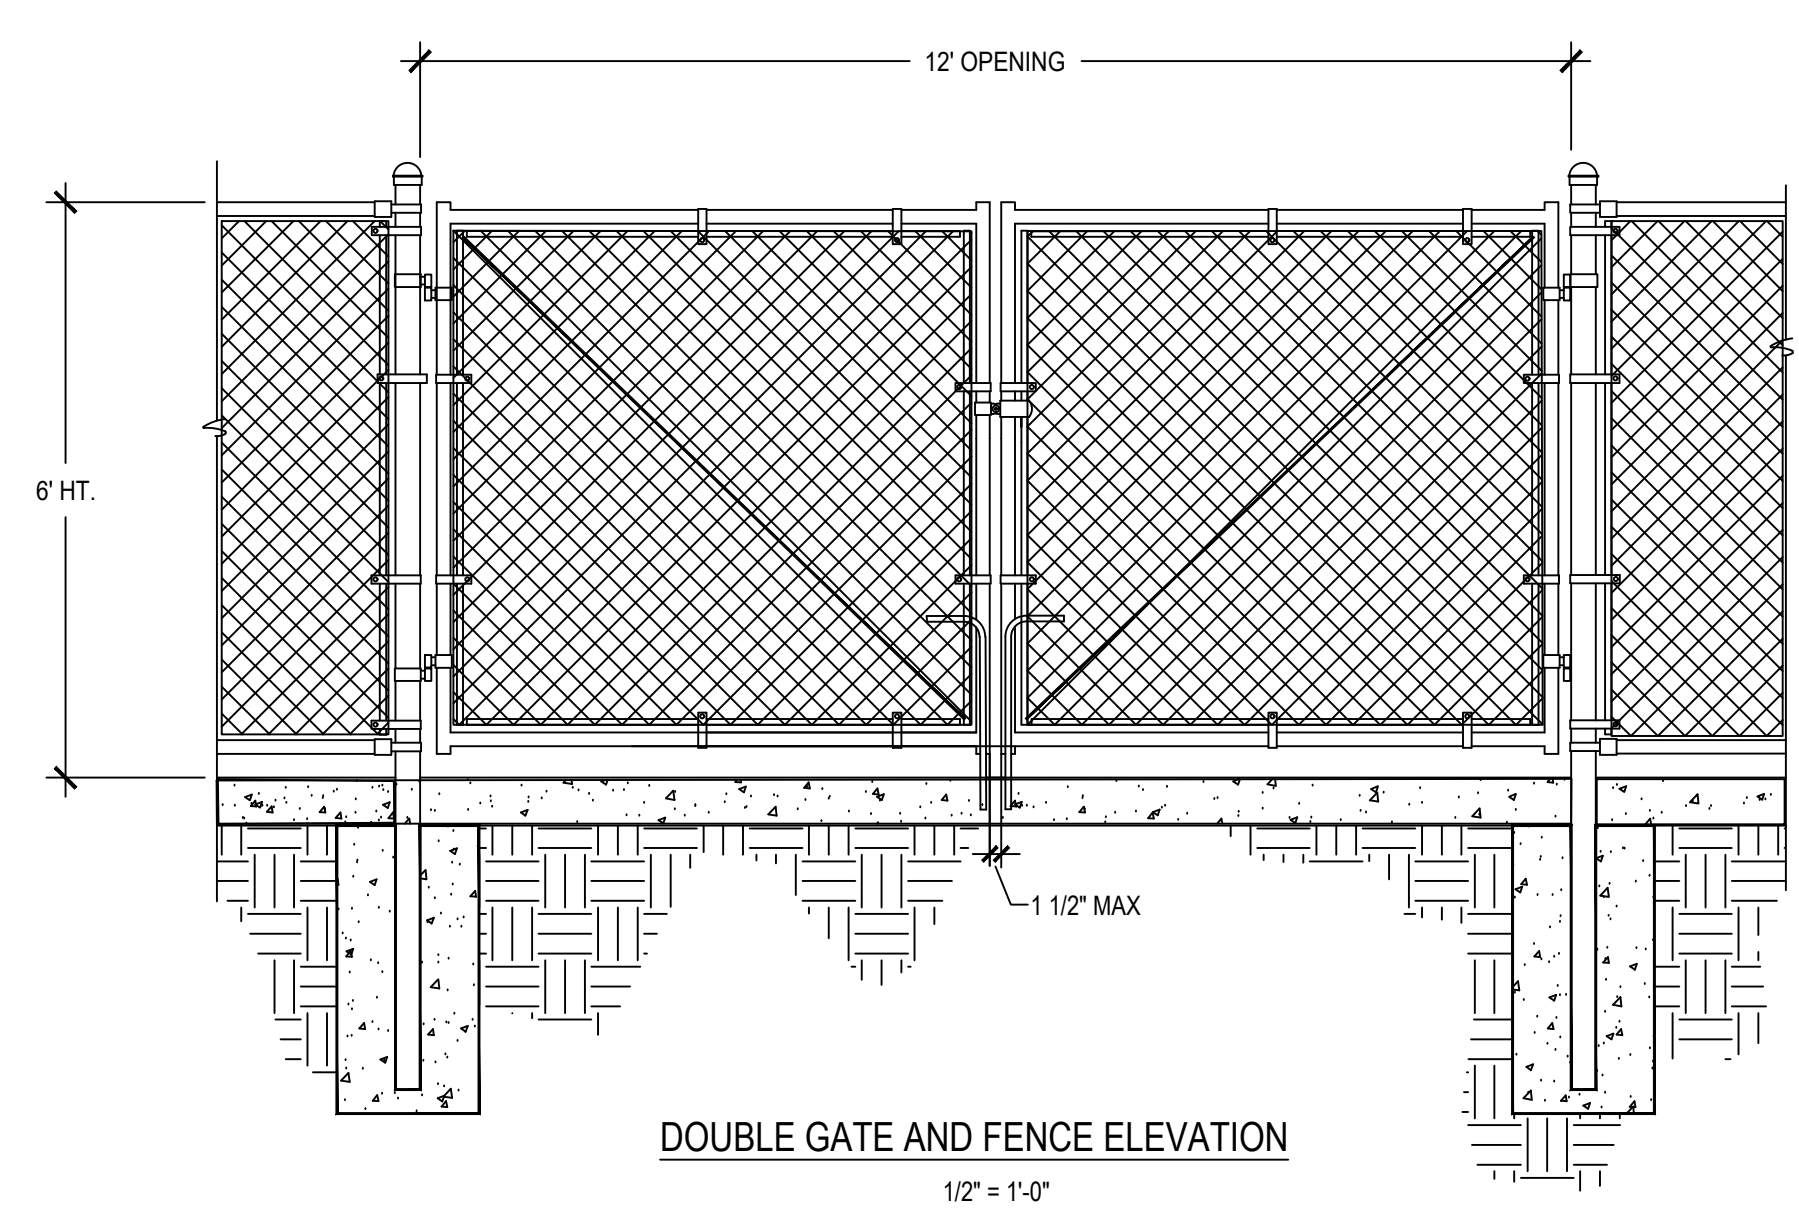 12' OPENING
6' HT.
1 1/2" MAX
DOUBLE GATE AND FENCE ELEVATION
1/2" = 1'-0"